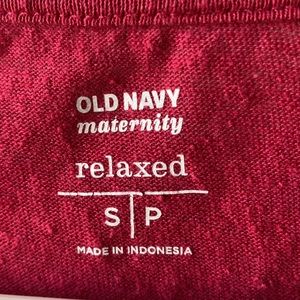 OLD NAVY
maternity
relaxed
S | P
MADE IN INDONESIA